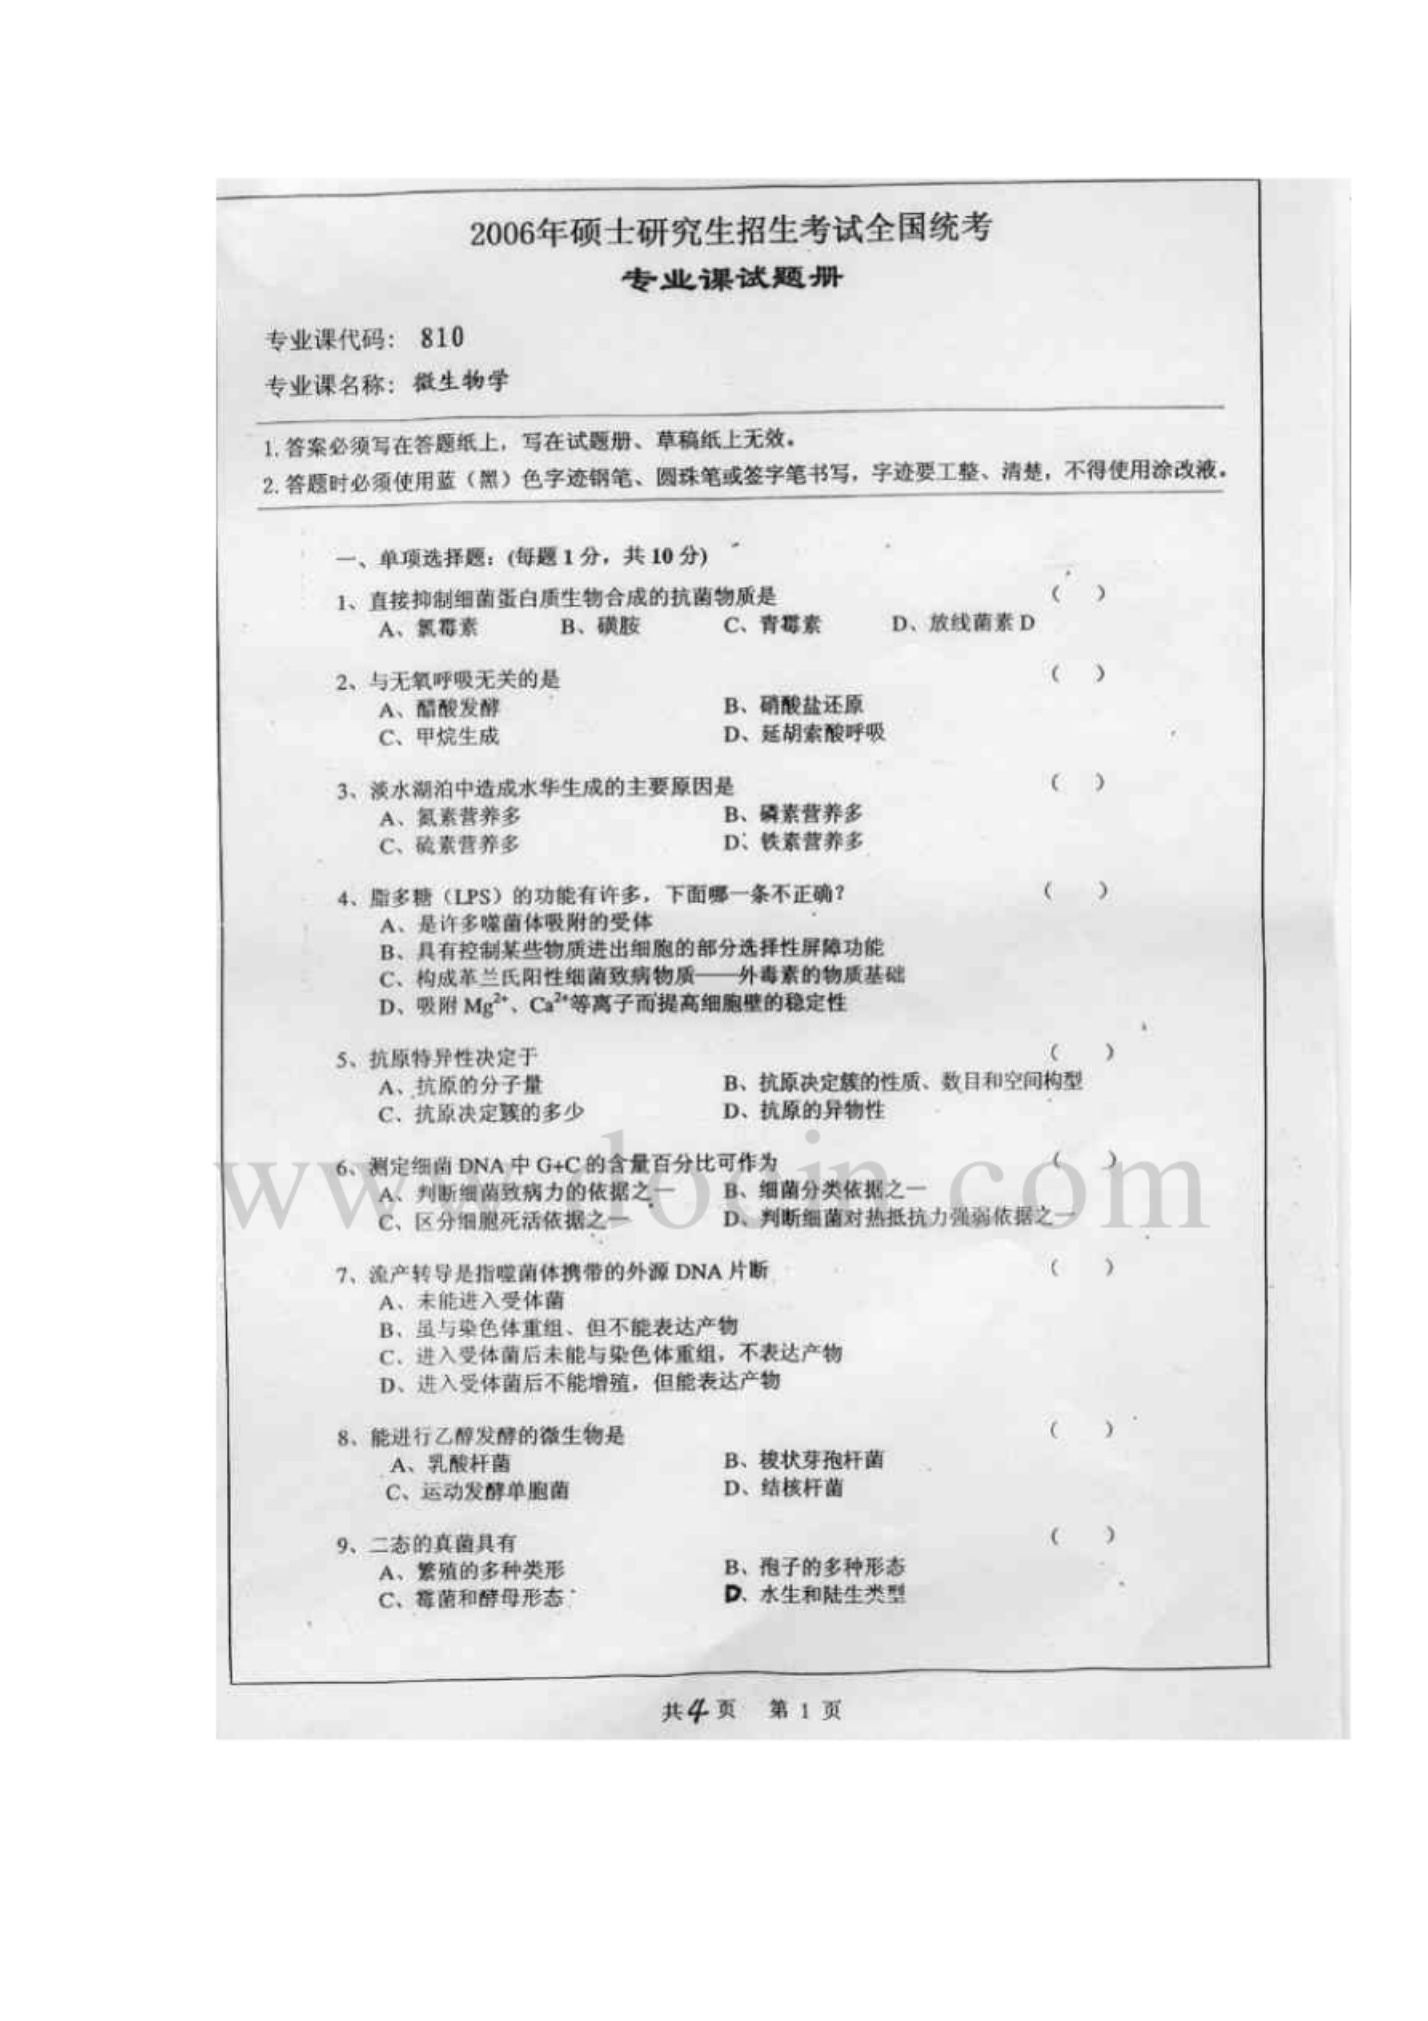 2006年硕士研究生招生考试全国统考
专业课试题册
专业课代码： 810
专业课名称：微生物学
1.答案必须写在答题纸上，写在试题册、草稿纸上无效。
2.答题时必须使用蓝（黑）色字迹钢笔、圆珠笔或签字笔书写，字迹要工整、清楚，不得使用涂改液。
一、单项选择题：(每题1分，共10分)
1、直接抑制细菌蛋白质生物合成的抗菌物质是 （ ）
A、氯霉素 B、磺胺 C、青霉素 D、放线菌素D
2、与无氧呼吸无关的是 （ ）
A、醋酸发酵 B、硝酸盐还原
C、甲烷生成 D、延胡索酸呼吸
3、淡水湖泊中造成水华生成的主要原因是 （ ）
A、氮素营养多 B、磷素营养多
C、硫素营养多 D、铁素营养多
4、脂多糖（LPS）的功能有许多，下面哪一条不正确？ （ ）
A、是许多噬菌体吸附的受体
B、具有控制某些物质进出细胞的部分选择性屏障功能
C、构成革兰氏阳性细菌致病物质——外毒素的物质基础
D、吸附Mg²⁺、Ca²⁺等离子而提高细胞壁的稳定性
5、抗原特异性决定于 （ ）
A、抗原的分子量 B、抗原决定簇的性质、数目和空间构型
C、抗原决定簇的多少 D、抗原的异物性
6、测定细菌DNA中G+C的含量百分比可作为 （ ）
A、判断细菌致病力的依据之一 B、细菌分类依据之一
C、区分细胞死活依据之一 D、判断细菌对热抵抗力强弱依据之一
www.docin.com
7、流产转导是指噬菌体携带的外源DNA片断 （ ）
A、未能进入受体菌
B、虽与染色体重组、但不能表达产物
C、进入受体菌后未能与染色体重组，不表达产物
D、进入受体菌后不能增殖，但能表达产物
8、能进行乙醇发酵的微生物是 （ ）
A、乳酸杆菌 B、梭状芽孢杆菌
C、运动发酵单胞菌 D、结核杆菌
9、二态的真菌具有 （ ）
A、繁殖的多种类形 B、孢子的多种形态
C、霉菌和酵母形态 D、水生和陆生类型
共4页 第1页